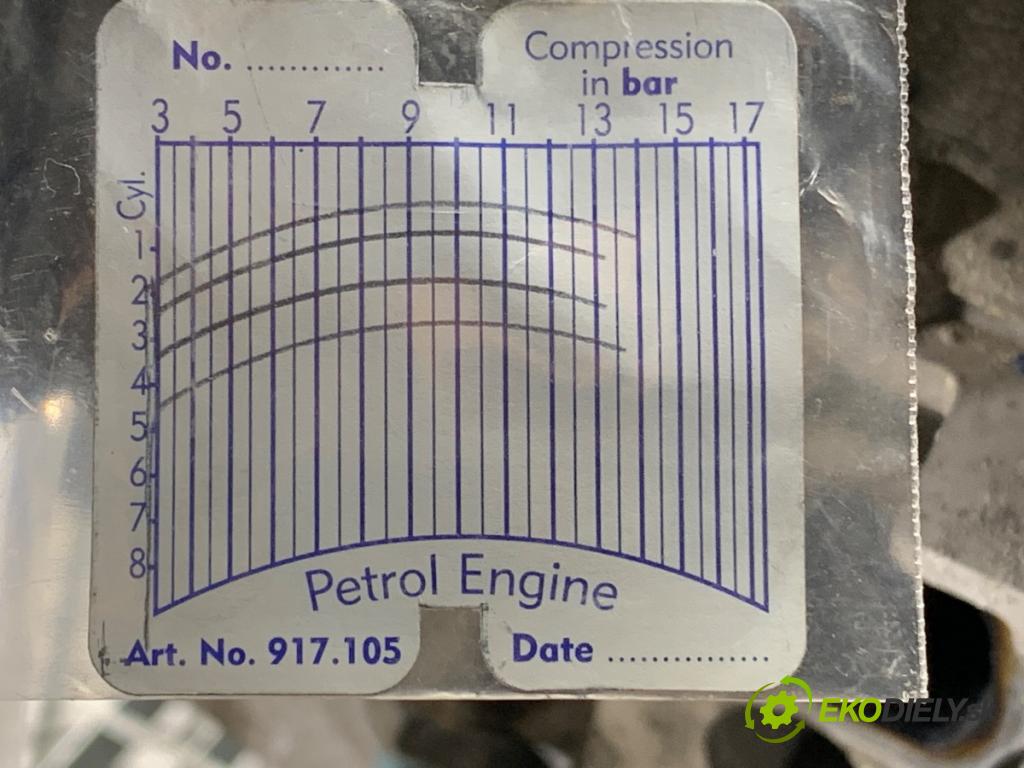 No. .............
Compression
in bar
3 5 7 9 11 13 15 17
Cyl.
1
2
3
4
5
6
7
8
Petrol Engine
Art. No. 917.105
Date ...............
EKODIELY.s